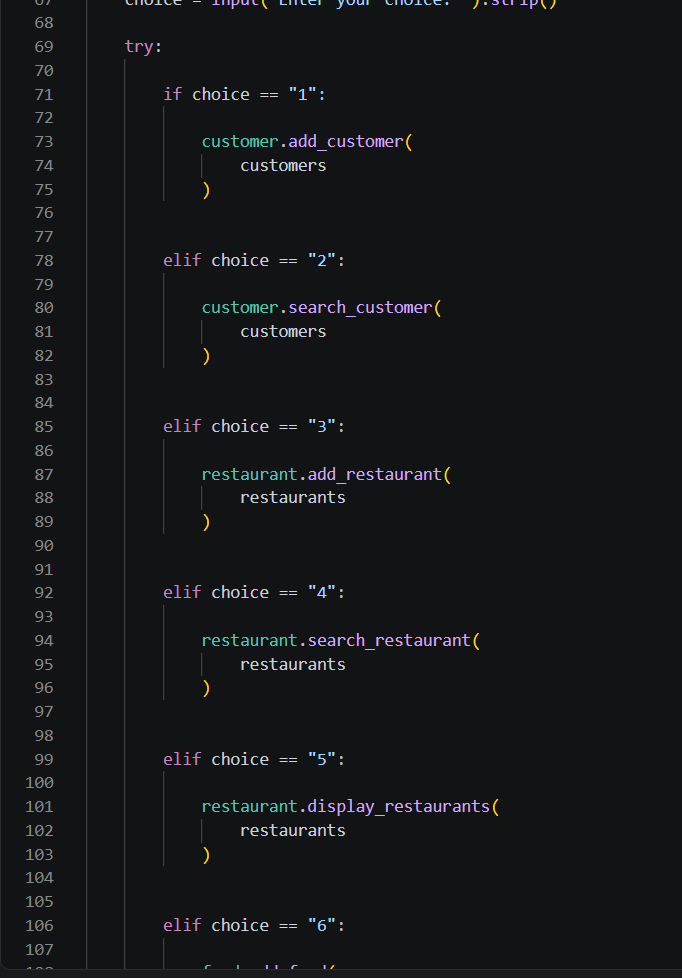 67 choice = input("Enter your choice: ").strip()
68
69 try:
70
71 if choice == "1":
72
73 customer.add_customer(
74 customers
75 )
76
77
78 elif choice == "2":
79
80 customer.search_customer(
81 customers
82 )
83
84
85 elif choice == "3":
86
87 restaurant.add_restaurant(
88 restaurants
89 )
90
91
92 elif choice == "4":
93
94 restaurant.search_restaurant(
95 restaurants
96 )
97
98
99 elif choice == "5":
100
101 restaurant.display_restaurants(
102 restaurants
103 )
104
105
106 elif choice == "6":
107